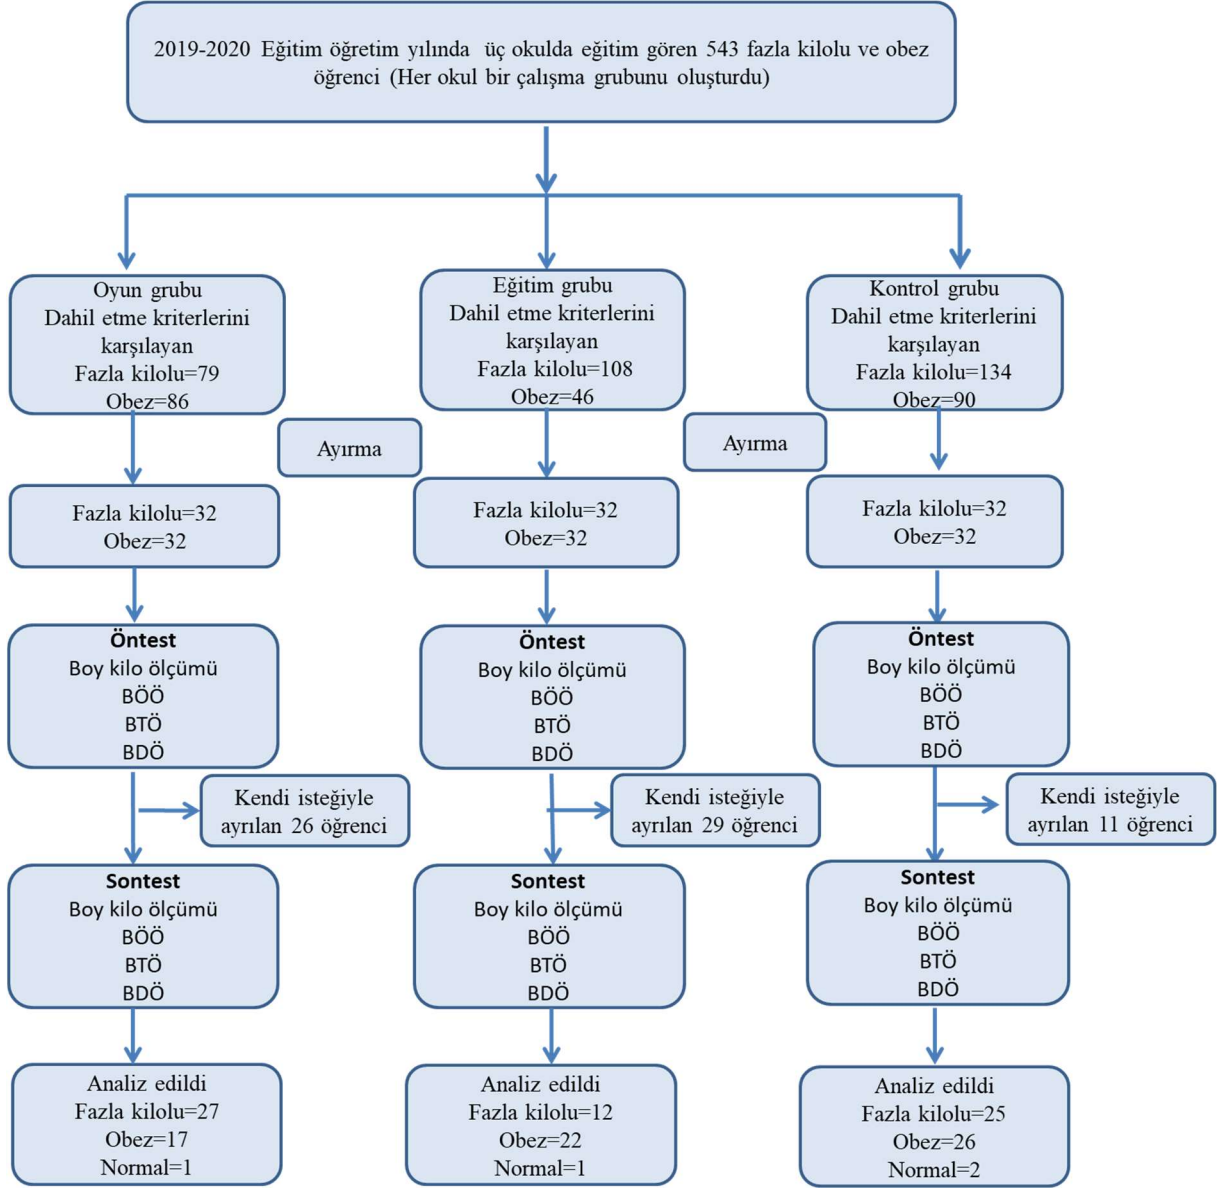 2019-2020 Eğitim öğretim yılında üç okulda eğitim gören 543 fazla kilolu ve obez
öğrenci (Her okul bir çalışma grubunu oluşturdu)
Oyun grubu
Dahil etme kriterlerini
karşılayan
Fazla kilolu=79
Obez=86
Eğitim grubu
Dahil etme kriterlerini
karşılayan
Fazla kilolu=108
Obez=46
Kontrol grubu
Dahil etme kriterlerini
karşılayan
Fazla kilolu=134
Obez=90
Ayırma
Ayırma
Fazla kilolu=32
Obez=32
Fazla kilolu=32
Obez=32
Fazla kilolu=32
Obez=32
Öntest
Boy kilo ölçümü
BÖÖ
BTÖ
BDÖ
Öntest
Boy kilo ölçümü
BÖÖ
BTÖ
BDÖ
Öntest
Boy kilo ölçümü
BÖÖ
BTÖ
BDÖ
Kendi isteğiyle
ayrılan 26 öğrenci
Kendi isteğiyle
ayrılan 29 öğrenci
Kendi isteğiyle
ayrılan 11 öğrenci
Sontest
Boy kilo ölçümü
BÖÖ
BTÖ
BDÖ
Sontest
Boy kilo ölçümü
BÖÖ
BTÖ
BDÖ
Sontest
Boy kilo ölçümü
BÖÖ
BTÖ
BDÖ
Analiz edildi
Fazla kilolu=27
Obez=17
Normal=1
Analiz edildi
Fazla kilolu=12
Obez=22
Normal=1
Analiz edildi
Fazla kilolu=25
Obez=26
Normal=2